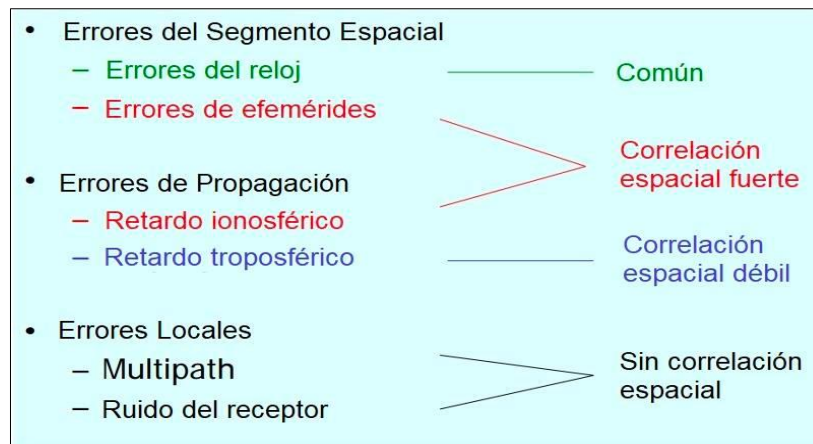 • Errores del Segmento Espacial
– Errores del reloj
Común
– Errores de efemérides
Correlación
espacial fuerte
• Errores de Propagación
– Retardo ionosférico
– Retardo troposférico
Correlación
espacial débil
• Errores Locales
– Multipath
– Ruido del receptor
Sin correlación
espacial